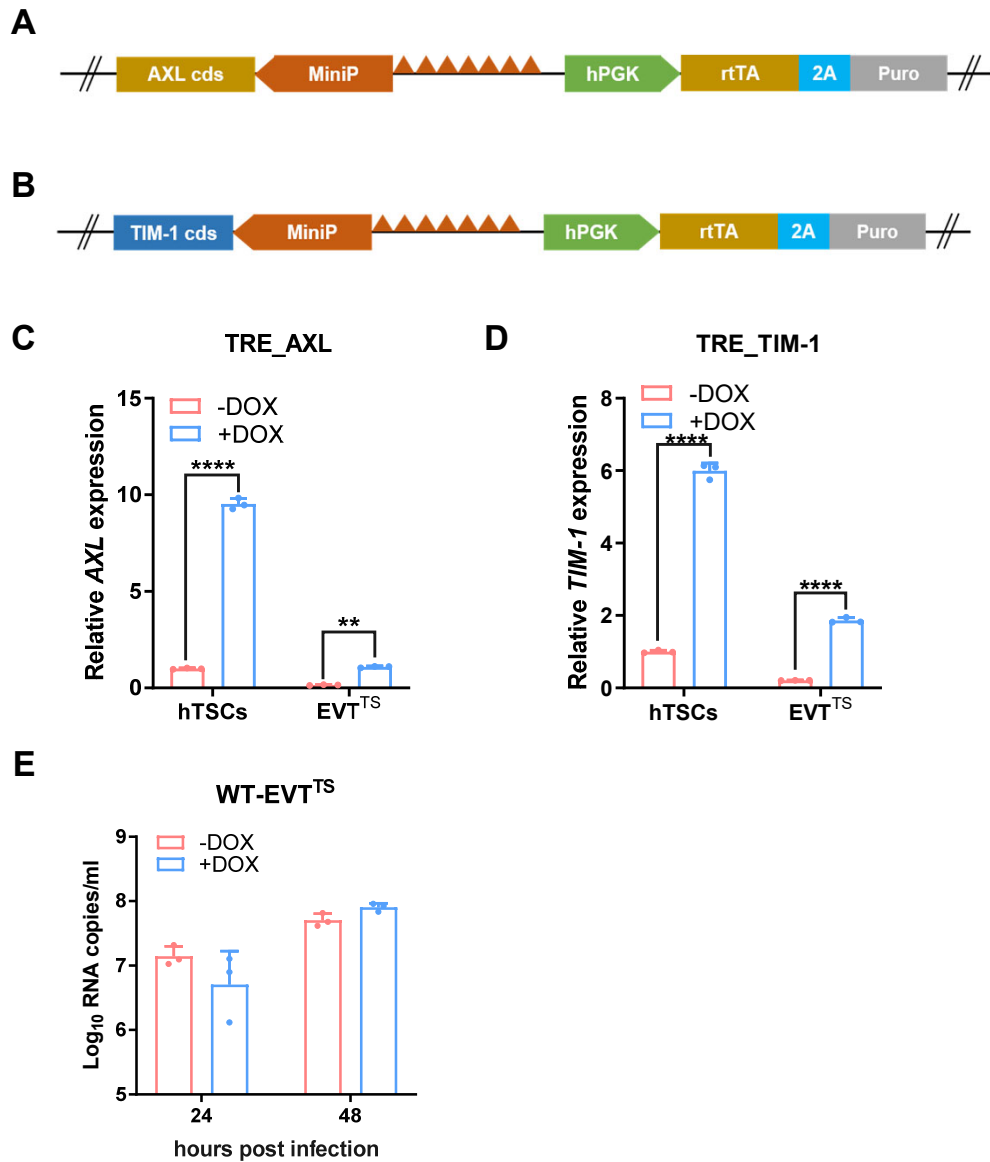 A
AXL cds MiniP hPGK rtTA 2A Puro
B
TIM-1 cds MiniP hPGK rtTA 2A Puro
C
TRE_AXL
-DOX
+DOX
Relative AXL expression
15
10
5
0
****
**
hTSCs EVTᵀˢ
D
TRE_TIM-1
-DOX
+DOX
Relative TIM-1 expression
8
6
4
2
0
****
****
hTSCs EVTᵀˢ
E
WT-EVTᵀˢ
-DOX
+DOX
Log₁₀ RNA copies/ml
9
8
7
6
5
24 48
hours post infection